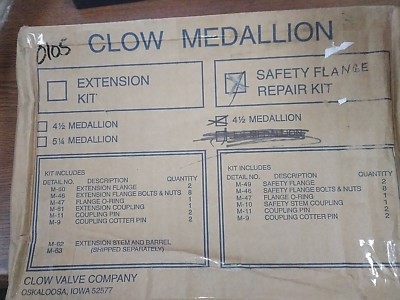 0105
CLOW MEDALLION
EXTENSION
KIT
SAFETY FLANGE
REPAIR KIT
4½ MEDALLION
5¼ MEDALLION
4½ MEDALLION
KIT INCLUDES
DETAIL NO. DESCRIPTION QUANTITY
M-50 EXTENSION FLANGE 2
M-46 EXTENSION FLANGE BOLTS & NUTS 8
M-47 FLANGE O-RING 1
M-51 EXTENSION COUPLING 1
M-11 COUPLING PIN 2
M-9 COUPLING COTTER PIN 2
M-62 EXTENSION STEM AND BARREL
M-63 (SHIPPED SEPARATELY)
KIT INCLUDES
DETAIL NO. DESCRIPTION QUANTITY
M-49 SAFETY FLANGE 2
M-46 SAFETY FLANGE BOLTS & NUTS 8
M-47 FLANGE O-RING 1
M-10 SAFETY STEM COUPLING 1
M-11 COUPLING PIN 2
M-9 COUPLING COTTER PIN 2
CLOW VALVE COMPANY
OSKALOOSA, IOWA 52577